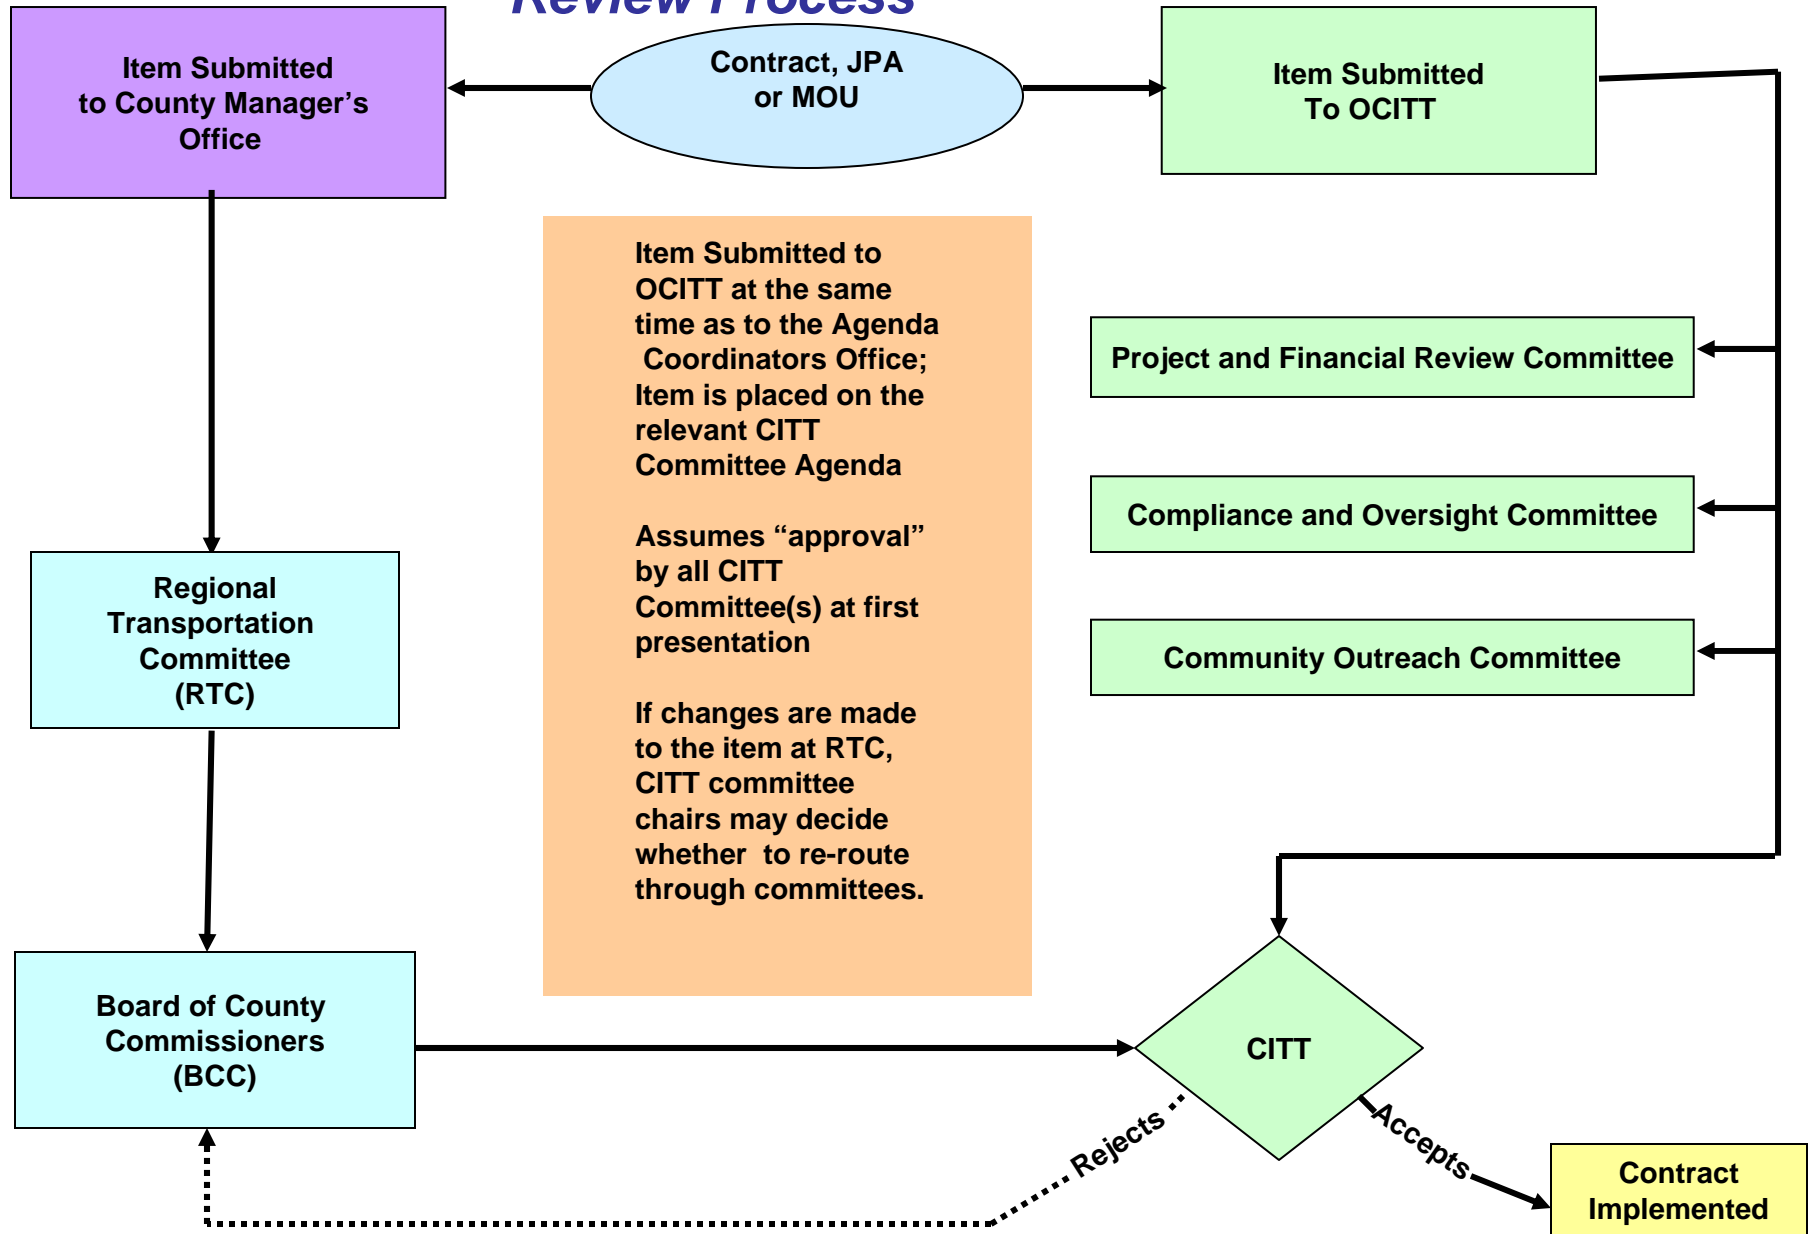 Review Process
Item Submitted
to County Manager’s
Office
Contract, JPA
or MOU
Item Submitted
To OCITT
Item Submitted to
OCITT at the same
time as to the Agenda
Coordinators Office;
Item is placed on the
relevant CITT
Committee Agenda
Assumes “approval”
by all CITT
Committee(s) at first
presentation
If changes are made
to the item at RTC,
CITT committee
chairs may decide
whether to re-route
through committees.
Project and Financial Review Committee
Compliance and Oversight Committee
Community Outreach Committee
Regional
Transportation
Committee
(RTC)
Board of County
Commissioners
(BCC)
CITT
Rejects
Accepts
Contract
Implemented